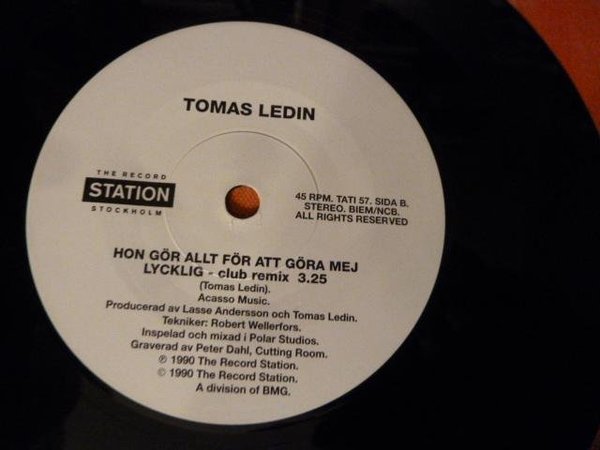 TOMAS LEDIN
THE RECORD
STATION
STOCKHOLM
45 RPM. TATI 57. SIDA B.
STEREO. BIEM/NCB.
ALL RIGHTS RESERVED
HON GÖR ALLT FÖR ATT GÖRA MEJ
LYCKLIG - club remix 3.25
(Tomas Ledin).
Acasso Music.
Producerad av Lasse Andersson och Tomas Ledin.
Tekniker: Robert Wellerfors.
Inspelad och mixad i Polar Studios.
Graverad av Peter Dahl, Cutting Room.
℗ 1990 The Record Station.
© 1990 The Record Station.
A division of BMG.